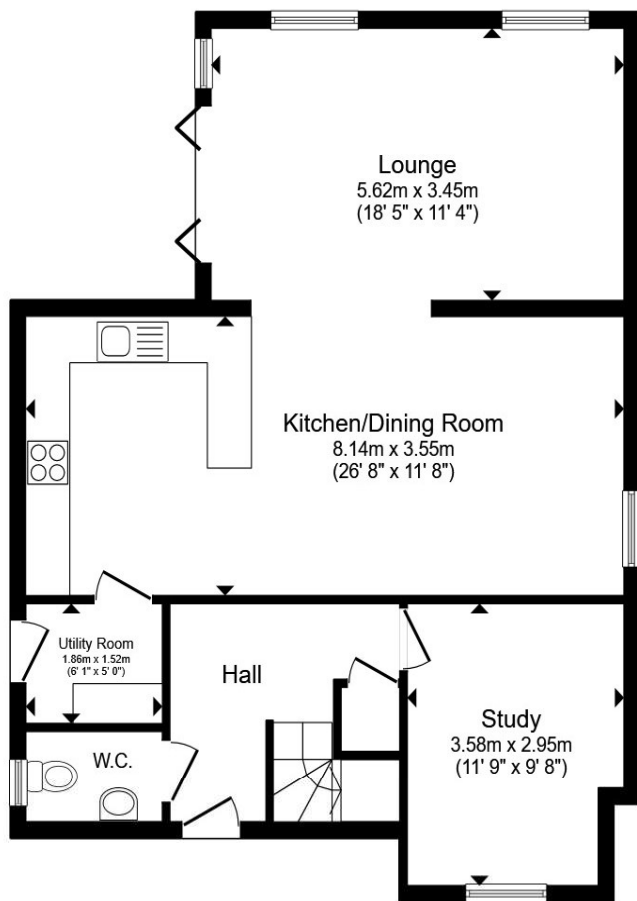 Lounge
5.62m x 3.45m
(18' 5" x 11' 4")
Kitchen/Dining Room
8.14m x 3.55m
(26' 8" x 11' 8")
Utility Room
1.86m x 1.52m
(6' 1" x 5' 0")
Hall
Study
3.58m x 2.95m
(11' 9" x 9' 8")
W.C.